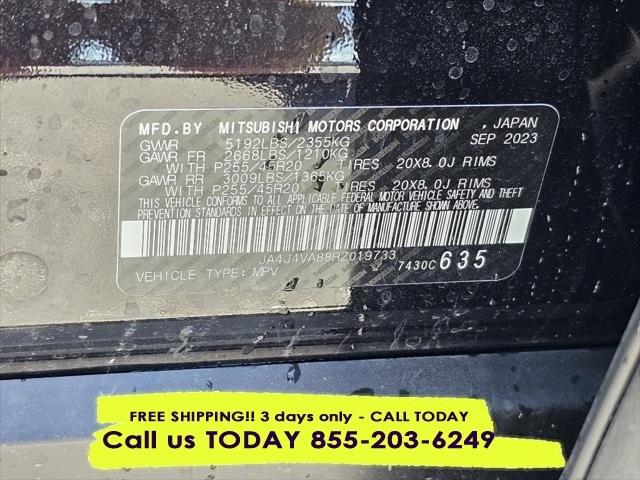 MFD.BY MITSUBISHI MOTORS CORPORATION , JAPAN
GVWR 5192LBS/2355KG SEP 2023
GAWR FR 2668LBS/1210KG
WITH P255/45R20 TIRES 20X8.0J RIMS
GAWR RR 3009LBS/1365KG
WITH P255/45R20 TIRES 20X8.0J RIMS
THIS VEHICLE CONFORMS TO ALL APPLICABLE FEDERAL MOTOR VEHICLE SAFETY AND THEFT
PREVENTION STANDARDS IN EFFECT ON THE DATE OF MANUFACTURE SHOWN ABOVE.
JA4J4VA88RZ019733
VEHICLE TYPE: MPV 7430C 635
FREE SHIPPING!! 3 days only - CALL TODAY
Call us TODAY 855-203-6249